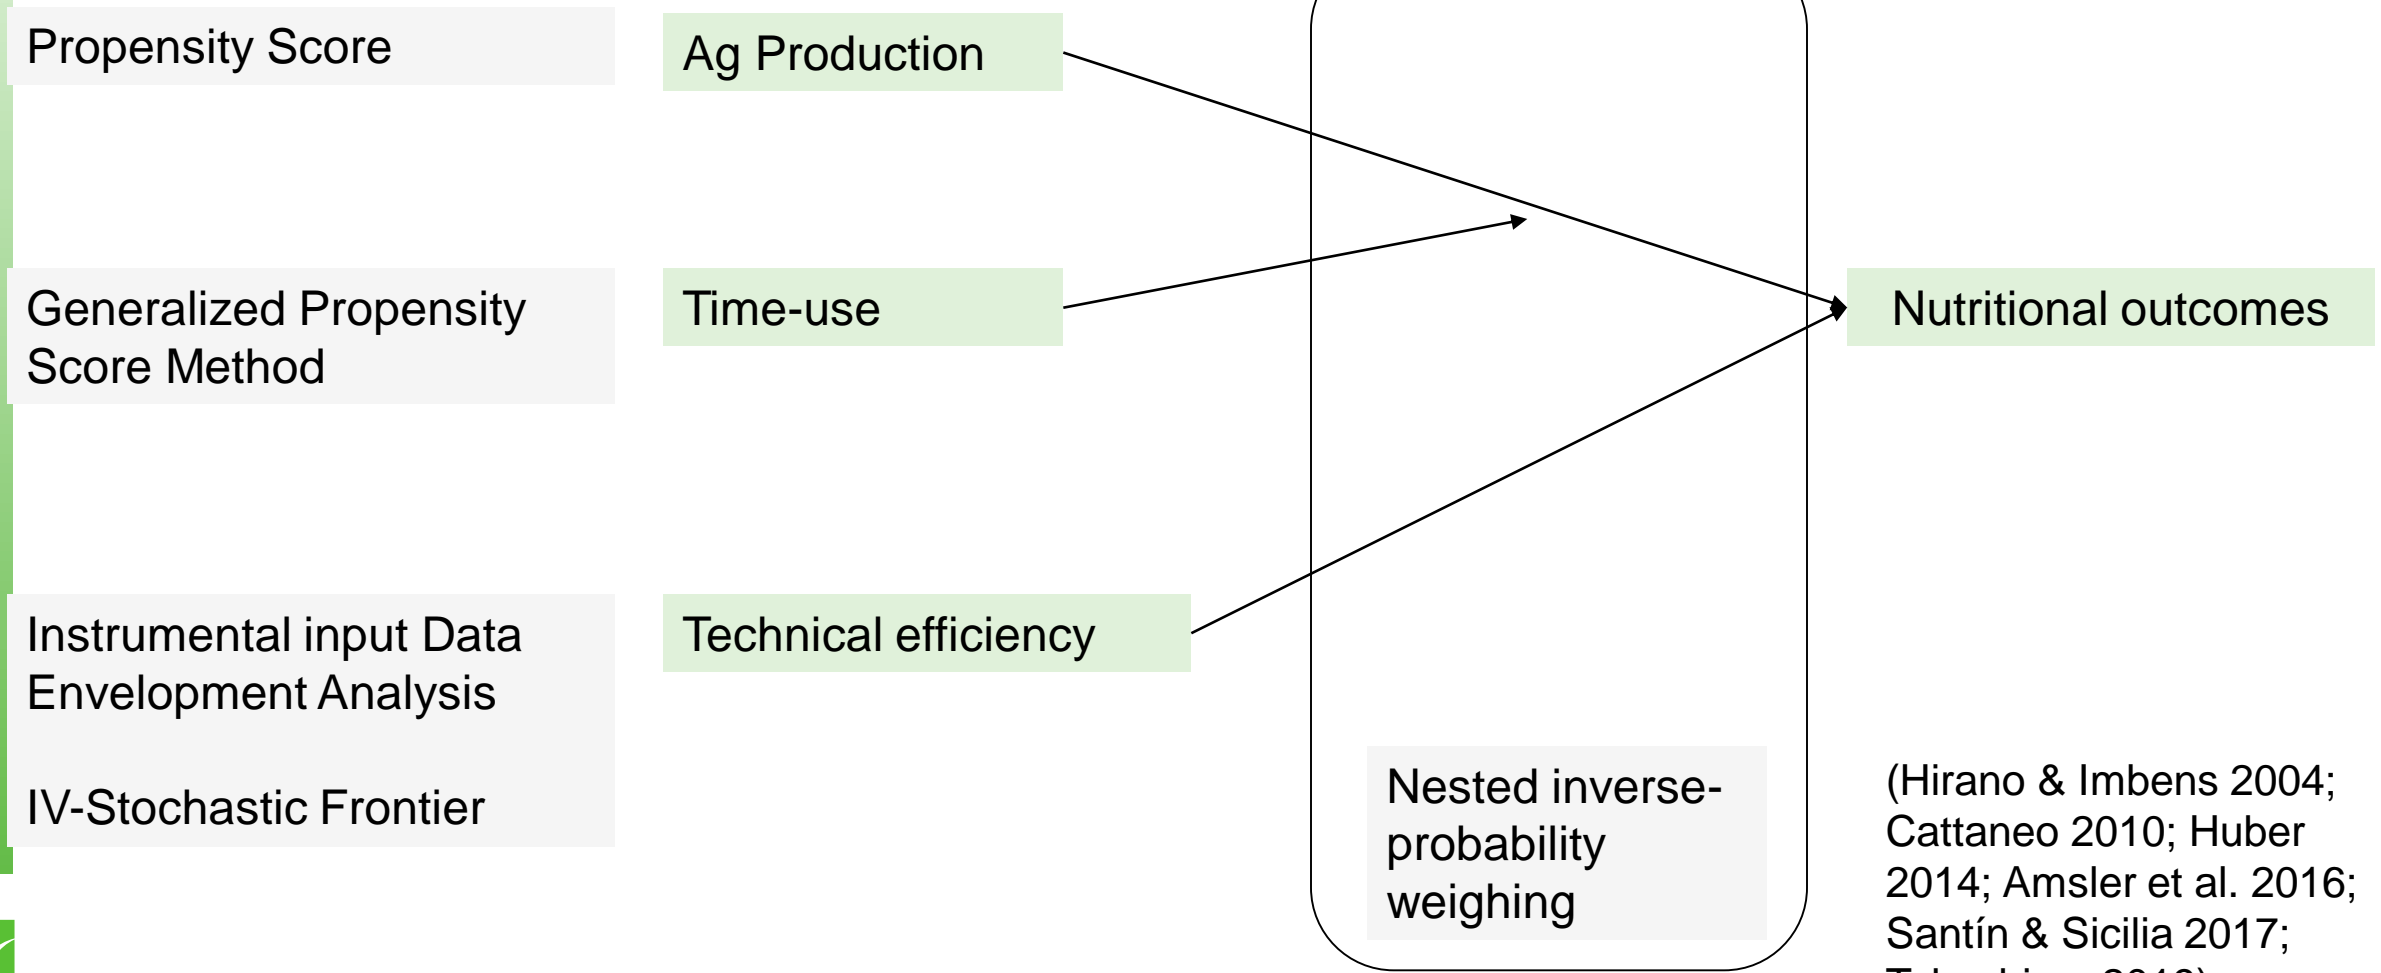 Propensity Score
Ag Production
Generalized Propensity
Score Method
Time-use
Nutritional outcomes
Instrumental input Data
Envelopment Analysis
IV-Stochastic Frontier
Technical efficiency
Nested inverse-
probability
weighing
(Hirano & Imbens 2004;
Cattaneo 2010; Huber
2014; Amsler et al. 2016;
Santín & Sicilia 2017;